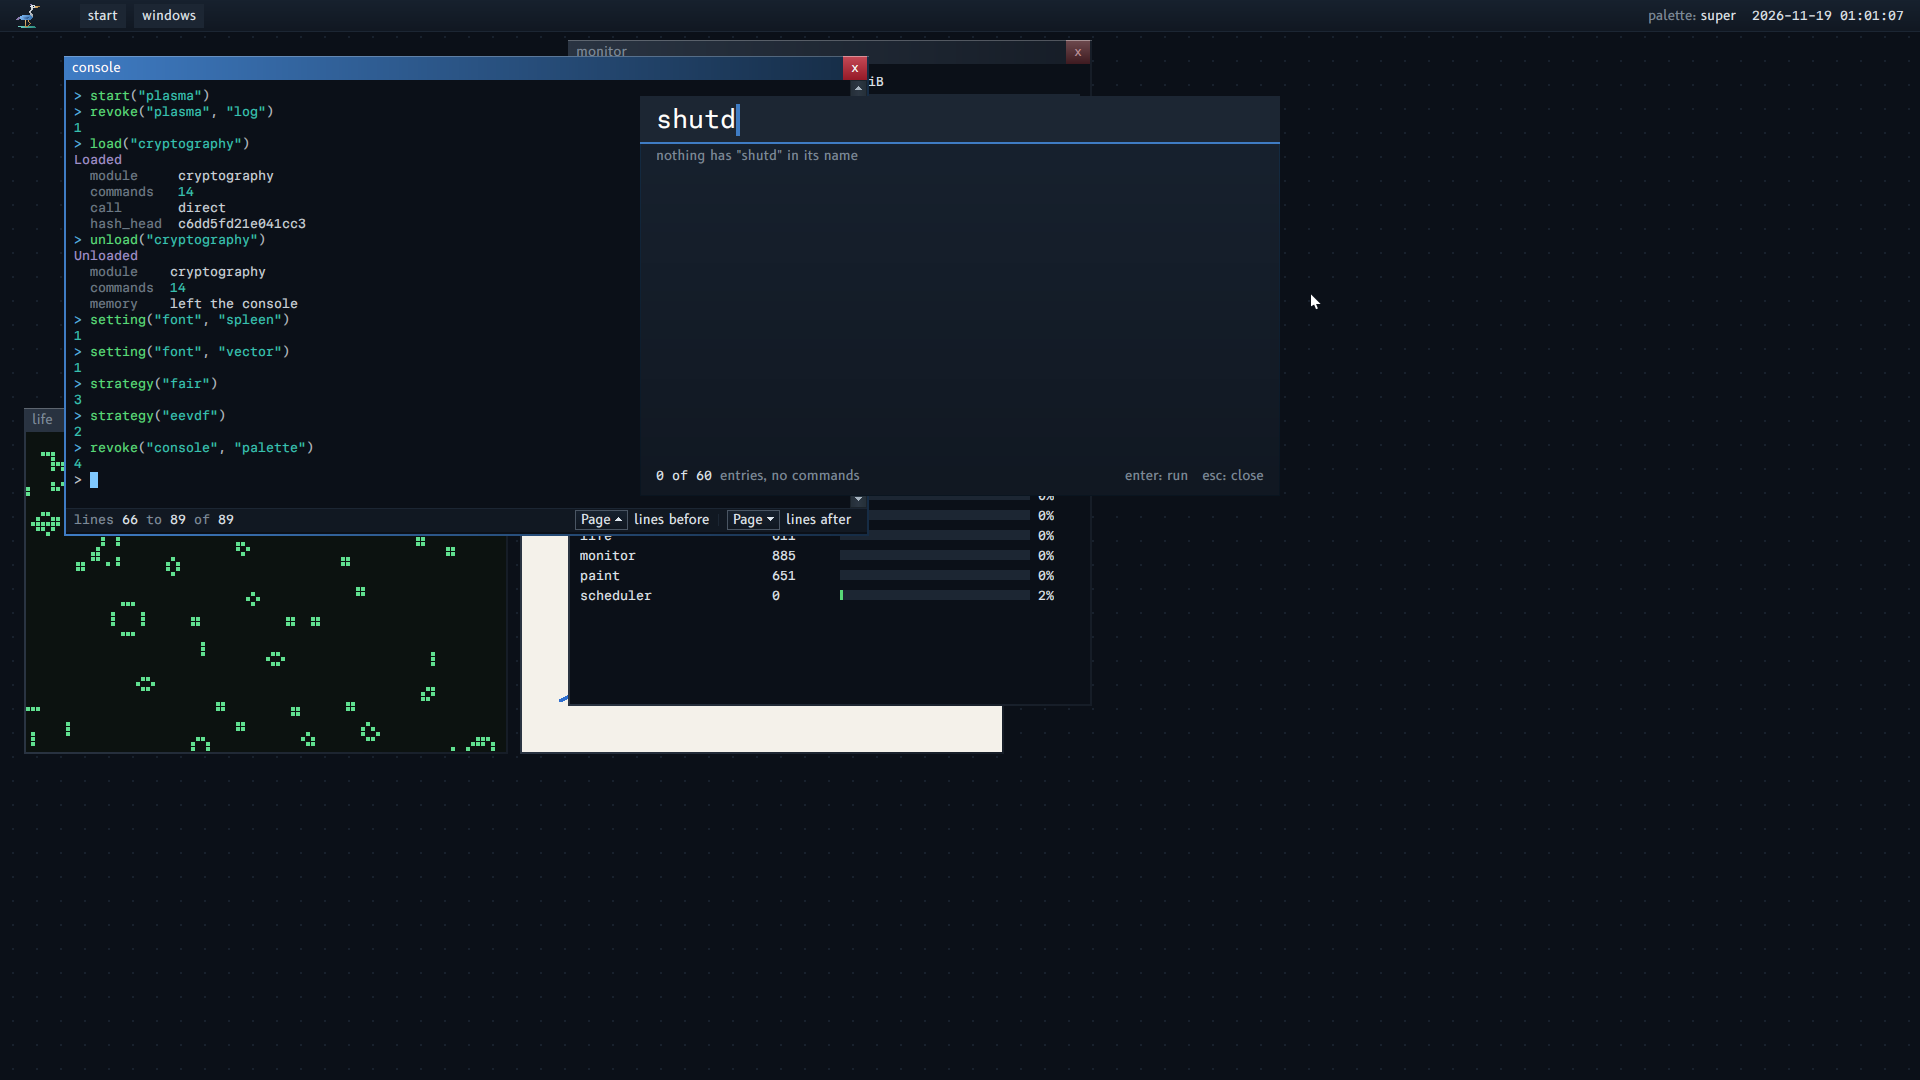 start windows palette: super 2026-11-19 01:01:07
monitor x
console x
iB
> start("plasma")
> revoke("plasma", "log")
1
> load("cryptography")
Loaded
module cryptography
commands 14
call direct
hash_head c6dd5fd21e041cc3
> unload("cryptography")
Unloaded
module cryptography
commands 14
memory left the console
> setting("font", "spleen")
1
> setting("font", "vector")
1
> strategy("fair")
3
> strategy("eevdf")
2
> revoke("console", "palette")
4
>
lines 66 to 89 of 89 Page lines before Page lines after
shutd
nothing has "shutd" in its name
0 of 60 entries, no commands enter: run esc: close
life
0%
0%
life 611 0%
monitor 885 0%
paint 651 0%
scheduler 0 2%